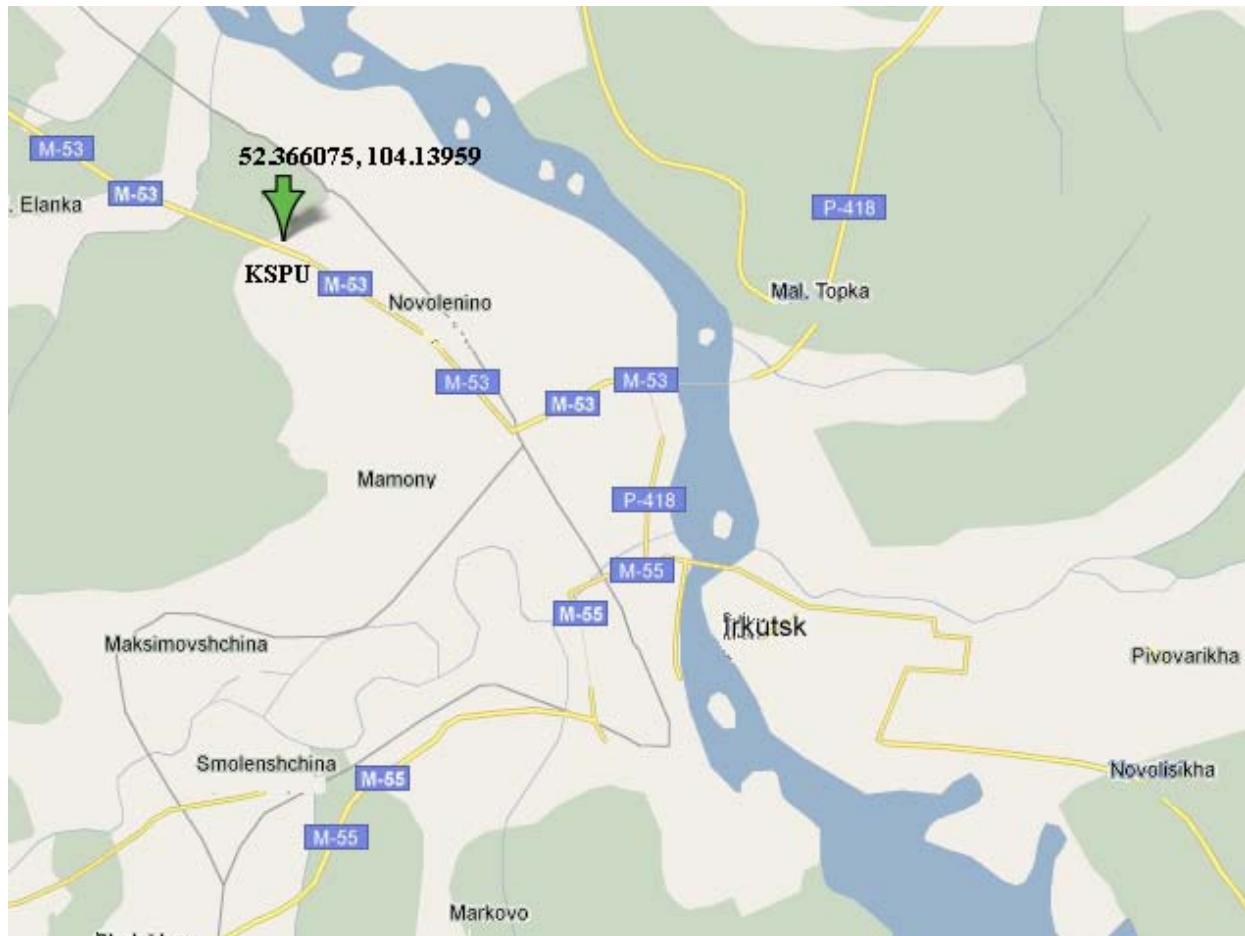 M-53
52.366075, 104.13959
M-53
. Elanka
P-418
KSPU
M-53
Mal. Topka
Novolenino
M-53
M-53
M-53
Mamony
P-418
M-55
M-55
Irkutsk
Maksimovshchina
Pivovarikha
Smolenshchina
M-55
Novolisikha
M-55
Markovo